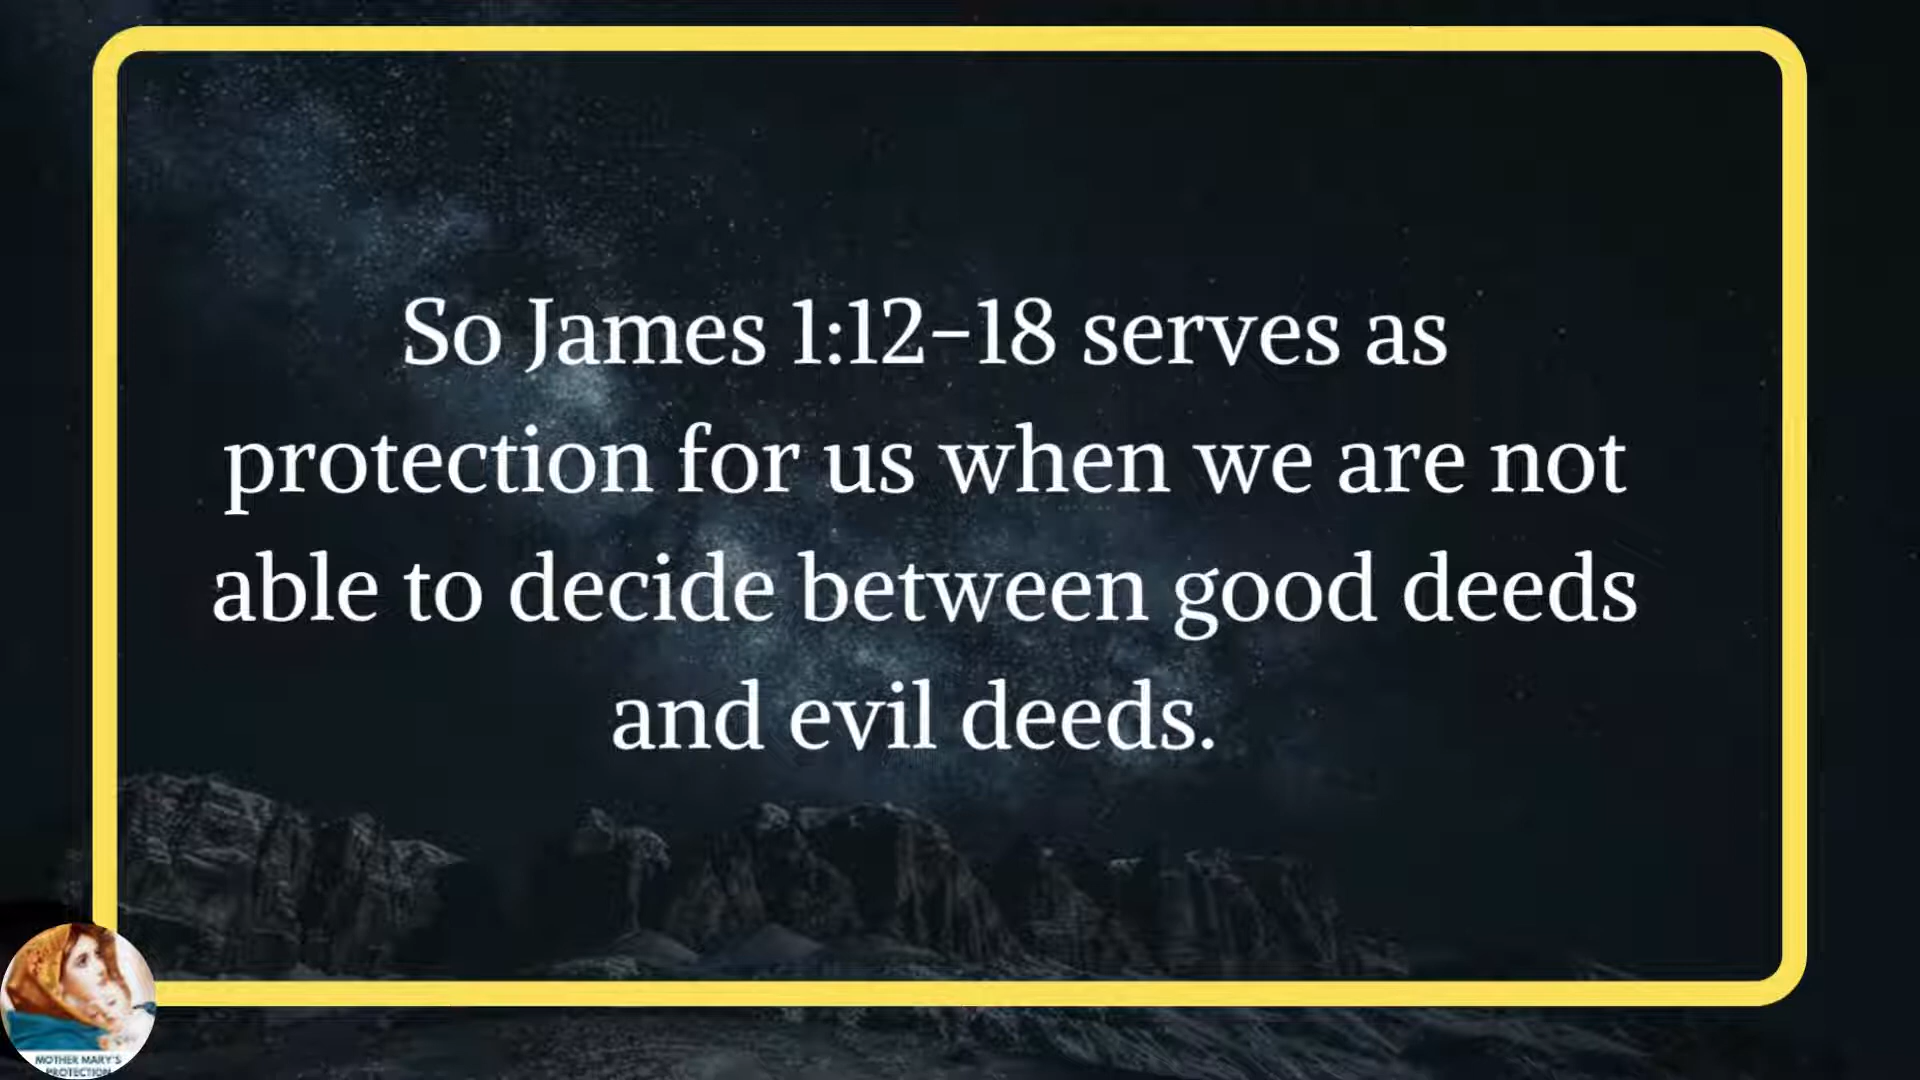 So James 1:12–18 serves as
protection for us when we are not
able to decide between good deeds
and evil deeds.
MOTHER MARY'S
PROTECTION